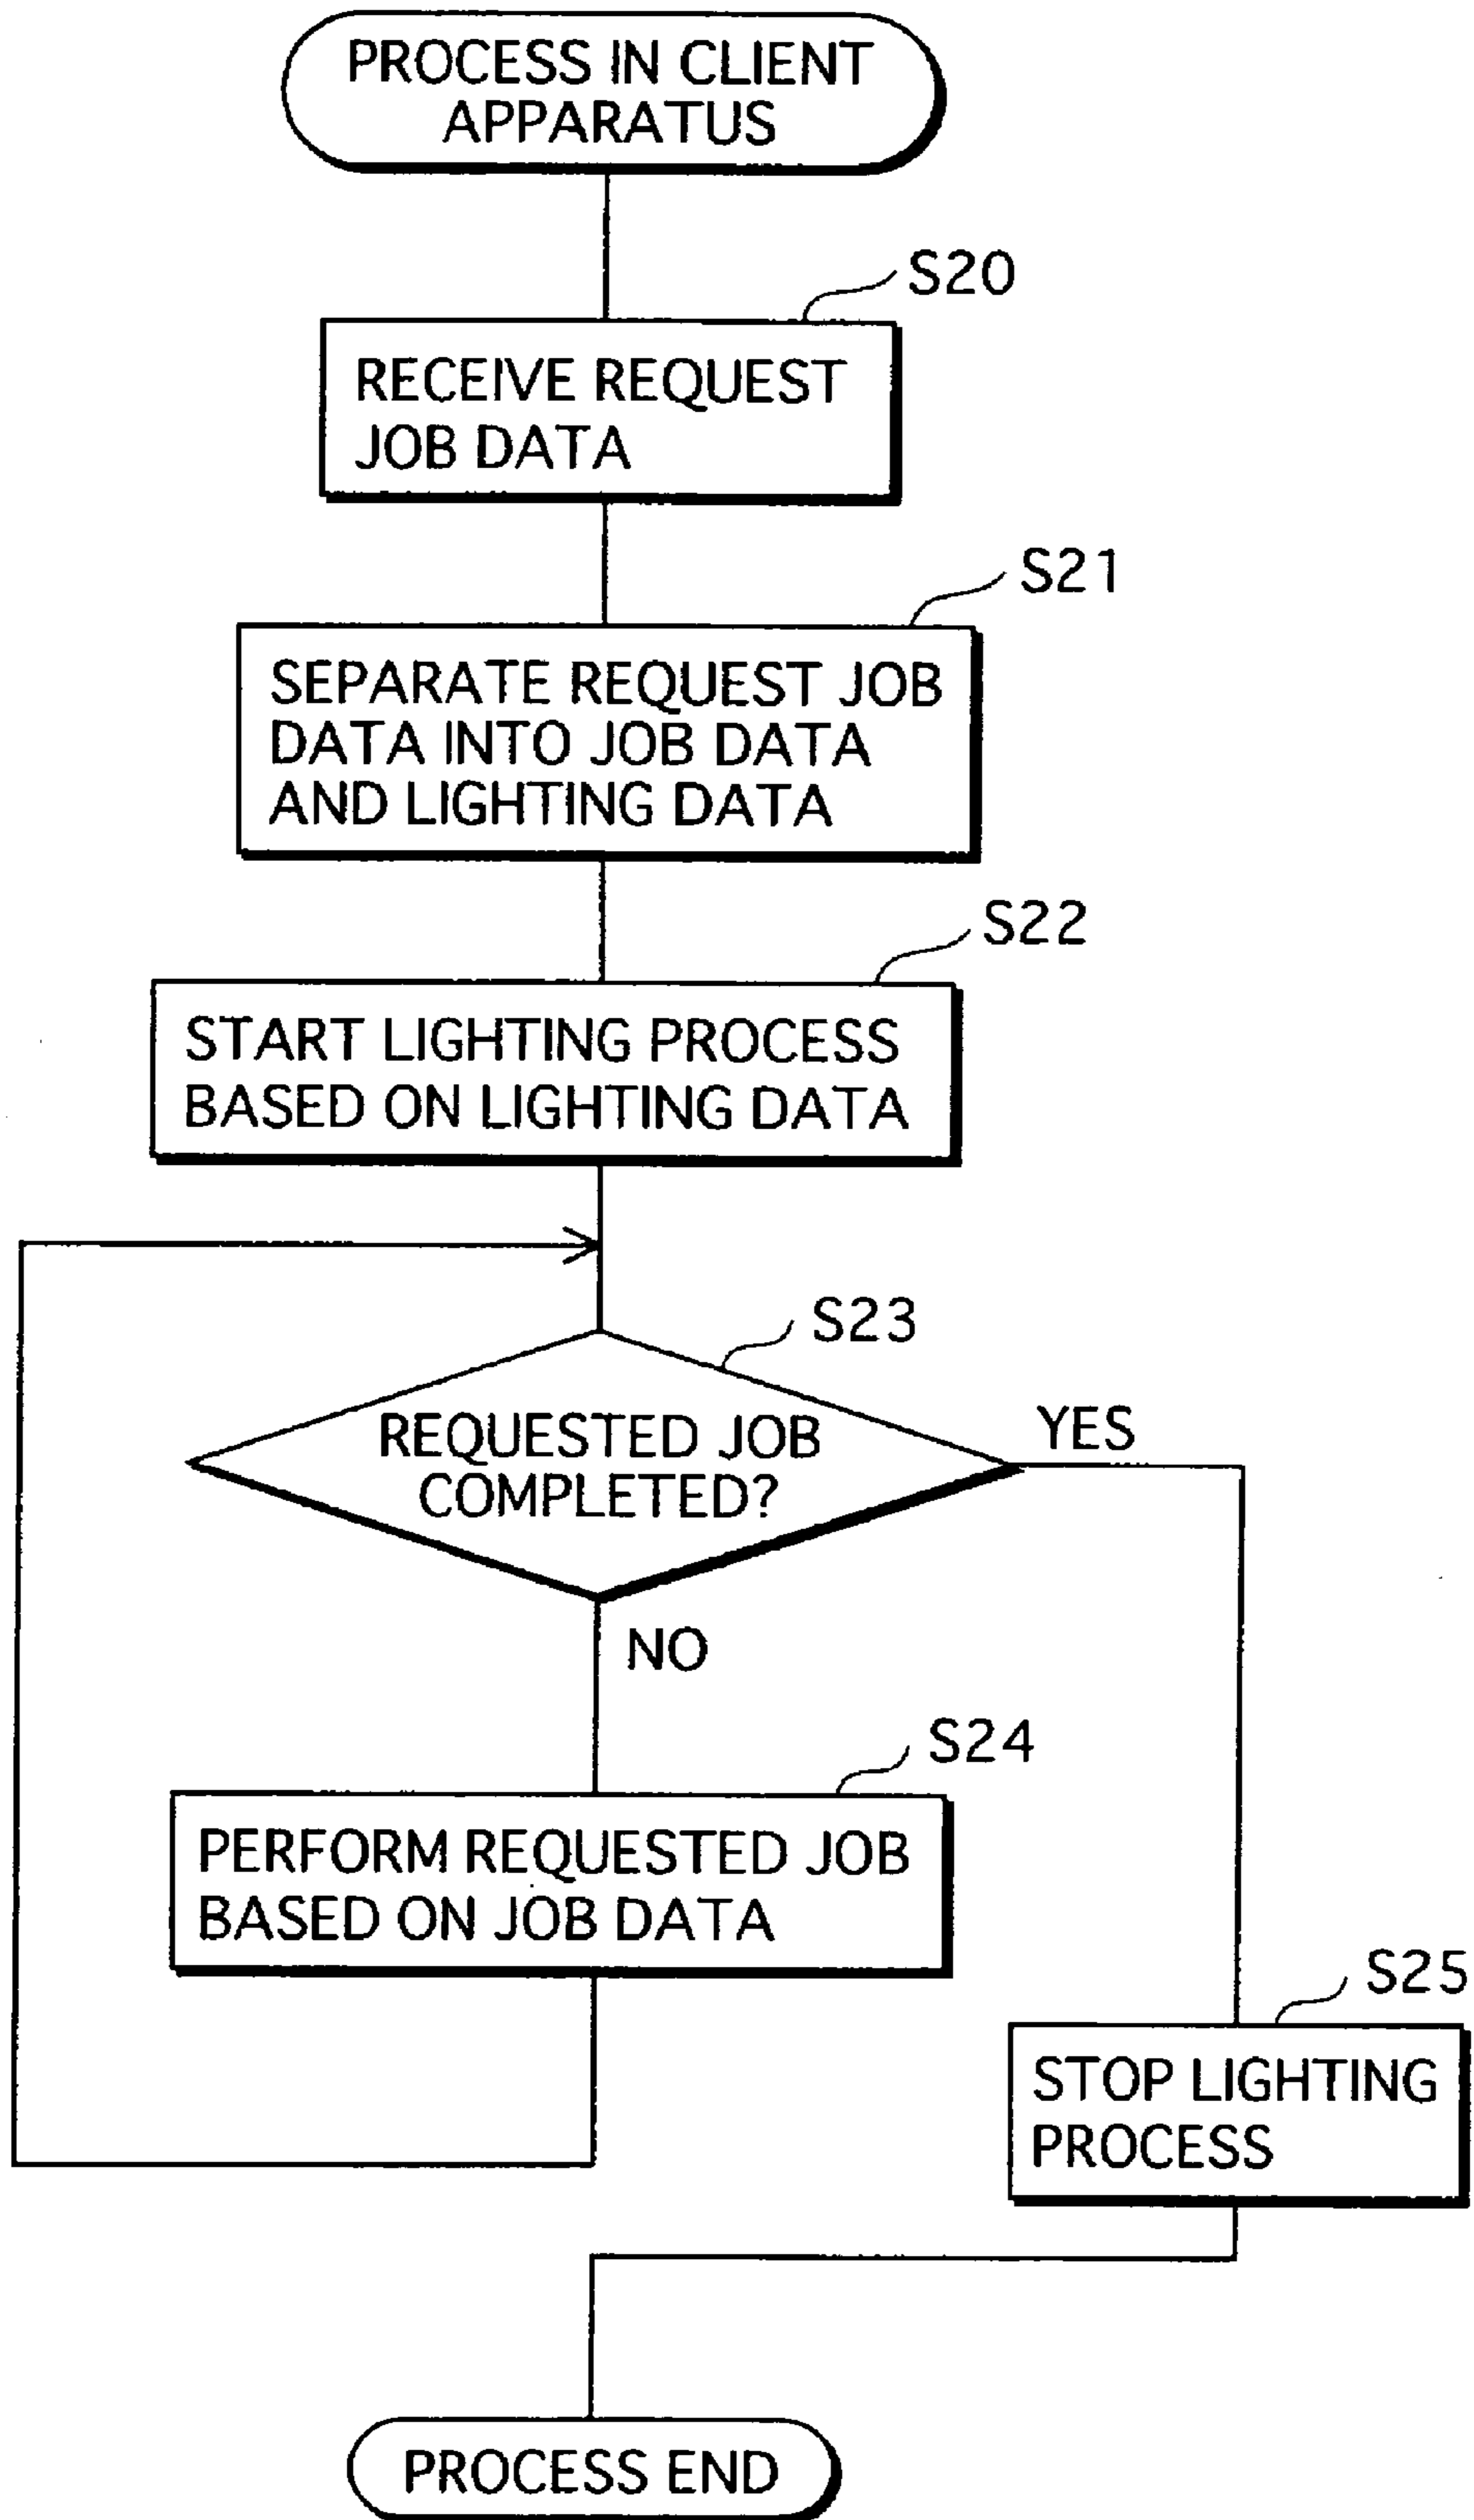 PROCESS IN CLIENT
APPARATUS
S20
RECEIVE REQUEST
JOB DATA
S21
SEPARATE REQUEST JOB
DATA INTO JOB DATA
AND LIGHTING DATA
S22
START LIGHTING PROCESS
BASED ON LIGHTING DATA
S23
REQUESTED JOB
COMPLETED?
YES
NO
S24
PERFORM REQUESTED JOB
BASED ON JOB DATA
S25
STOP LIGHTING
PROCESS
PROCESS END